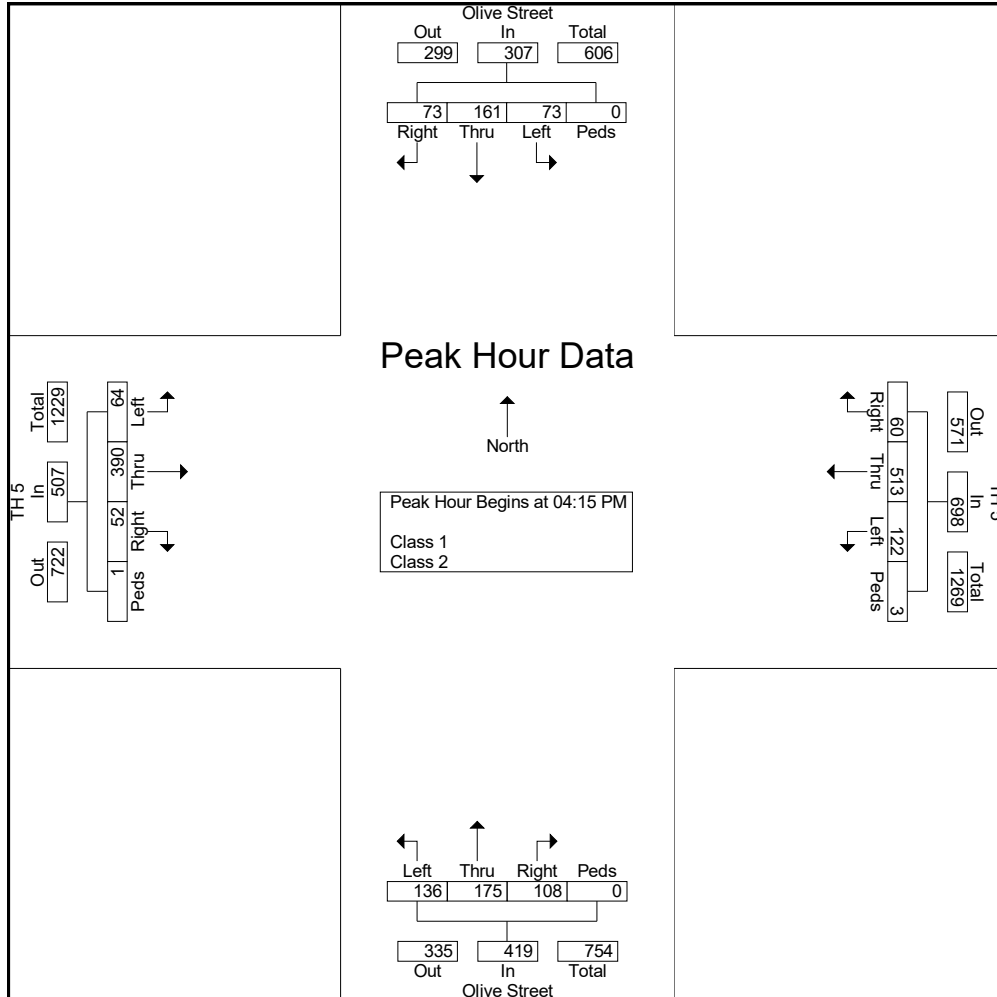 Olive Street
Out In Total
299 307 606
73 161 73 0
Right Thru Left Peds
Peak Hour Data
North
Peak Hour Begins at 04:15 PM
Class 1
Class 2
TH 5
Out In Total
722 507 1229
64 390 52 1
Left Thru Right Peds
Out In Total
571 698 1269
60 513 122 3
Right Thru Left Peds
Left Thru Right Peds
136 175 108 0
335 419 754
Out In Total
Olive Street